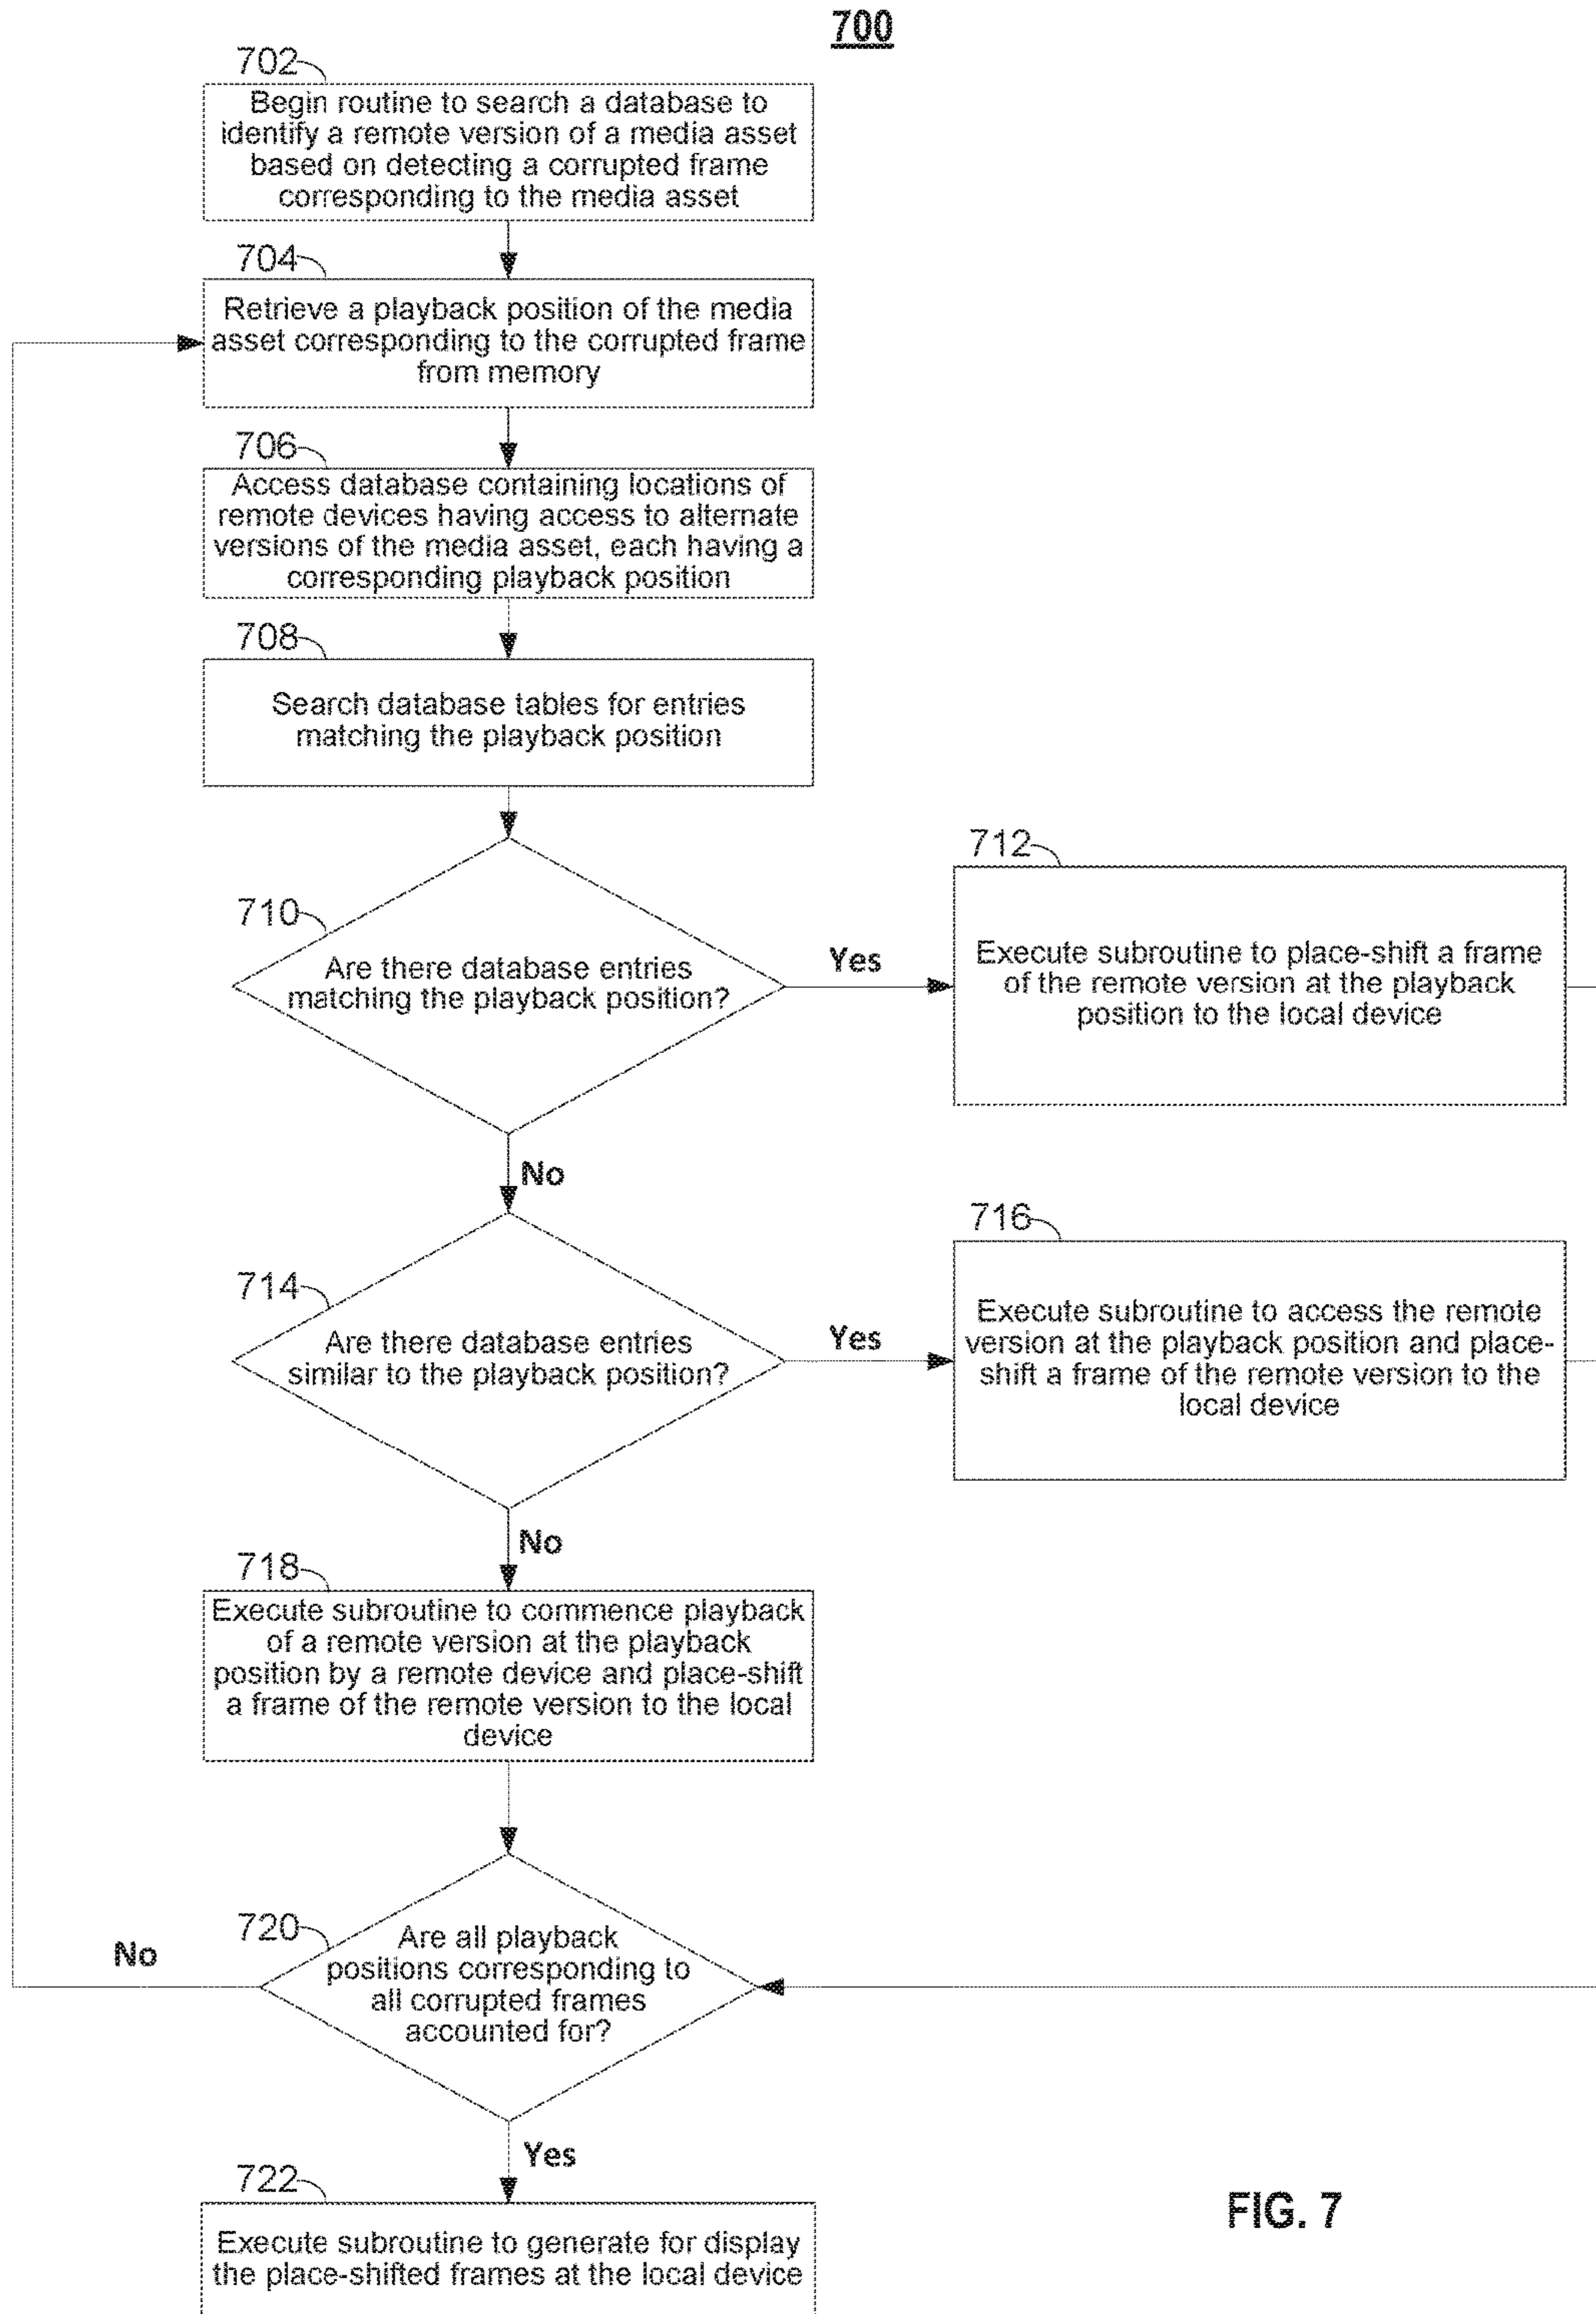 700
702
Begin routine to search a database to
identify a remote version of a media asset
based on detecting a corrupted frame
corresponding to the media asset
704
Retrieve a playback position of the media
asset corresponding to the corrupted frame
from memory
706
Access database containing locations of
remote devices having access to alternate
versions of the media asset, each having a
corresponding playback position
708
Search database tables for entries
matching the playback position
710
Are there database entries
matching the playback position?
Yes
712
Execute subroutine to place-shift a frame
of the remote version at the playback
position to the local device
No
714
Are there database entries
similar to the playback position?
Yes
716
Execute subroutine to access the remote
version at the playback position and place-
shift a frame of the remote version to the
local device
No
718
Execute subroutine to commence playback
of a remote version at the playback
position by a remote device and place-shift
a frame of the remote version to the local
device
720
Are all playback
positions corresponding to
all corrupted frames
accounted for?
No
Yes
722
Execute subroutine to generate for display
the place-shifted frames at the local device
FIG. 7